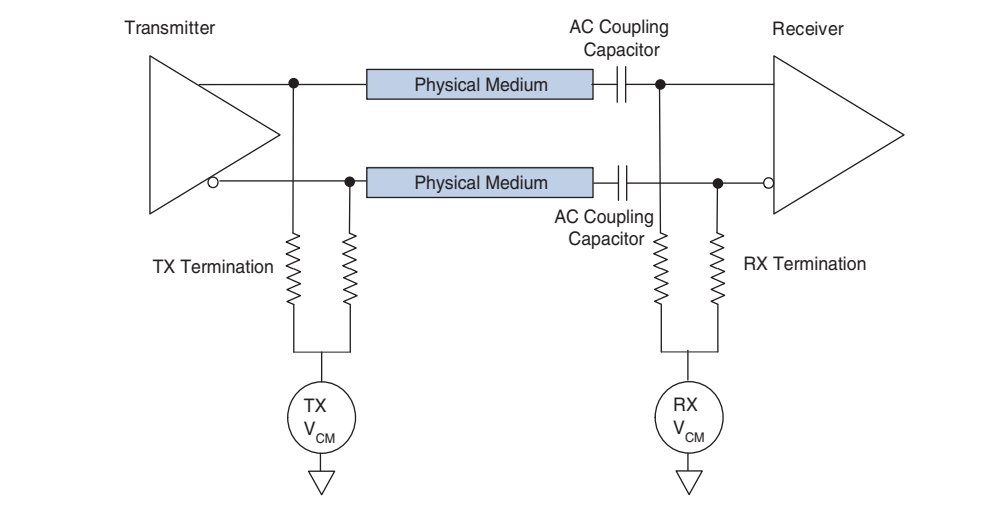 Transmitter
AC Coupling
Capacitor
Receiver
Physical Medium
Physical Medium
AC Coupling
Capacitor
TX Termination
RX Termination
TX
VCM
RX
VCM